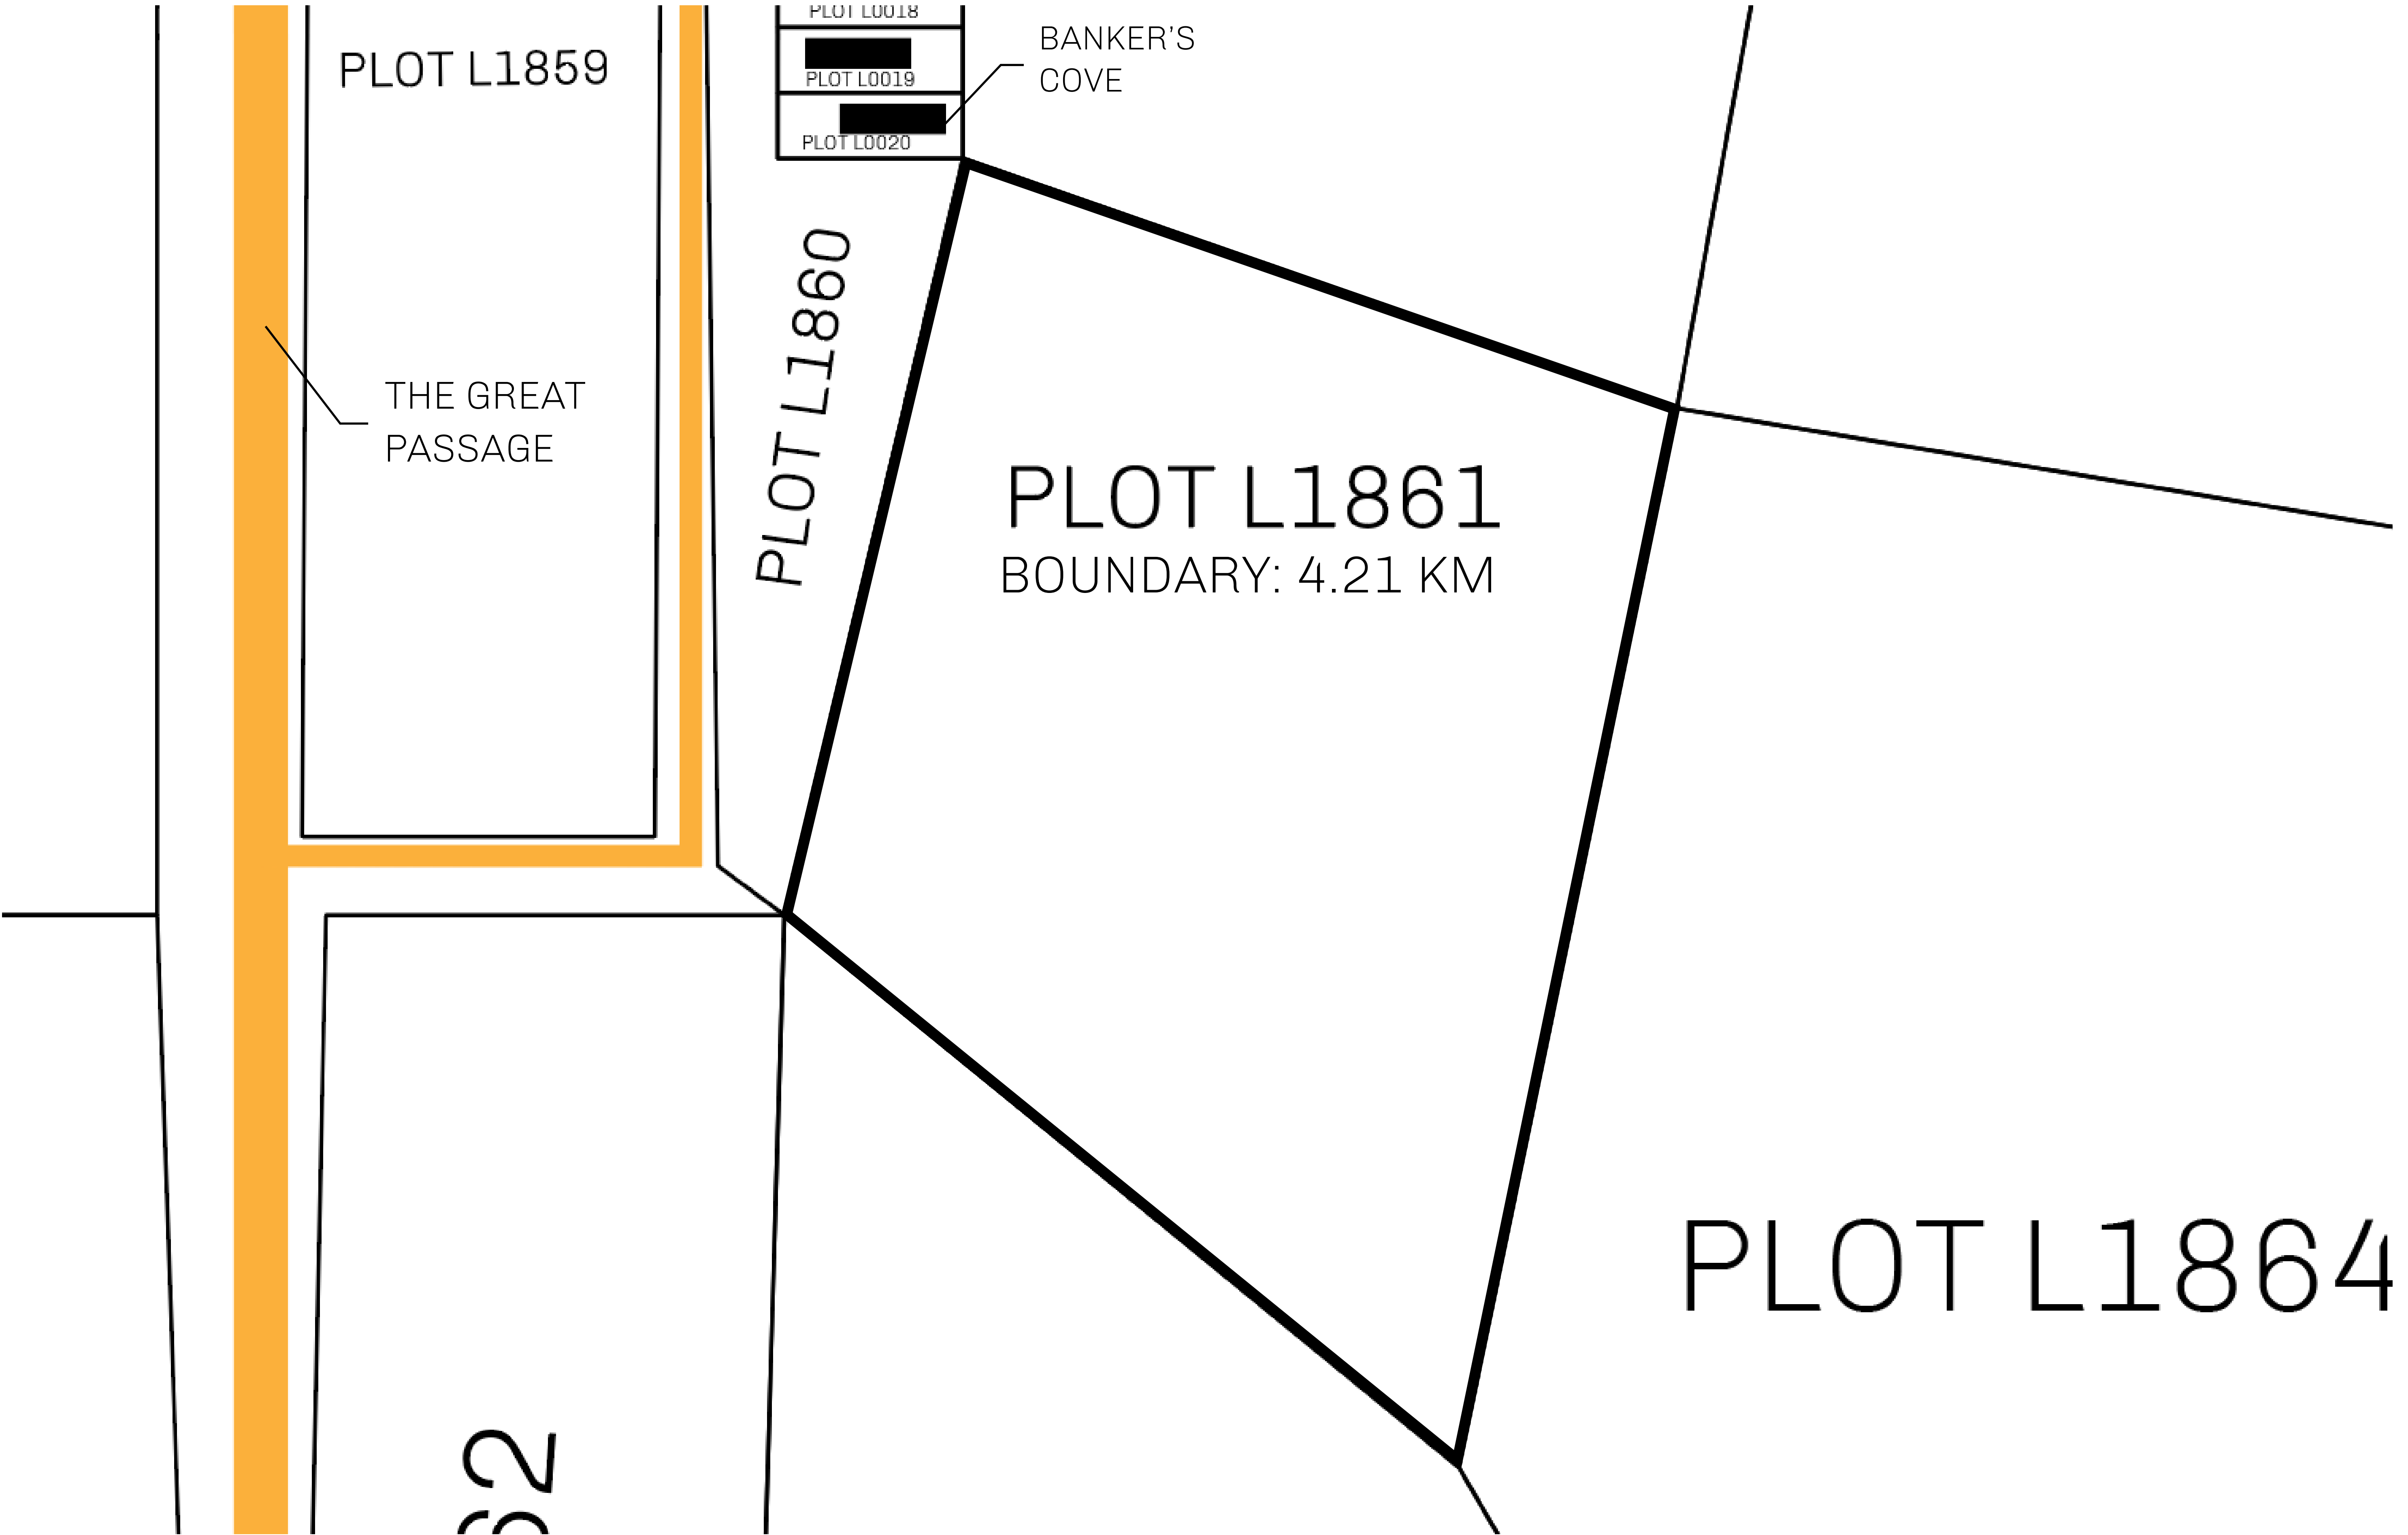 PLOT L0018
BANKER'S
COVE
PLOT L1859
PLOT L0019
PLOT L0020
PLOT L1860
THE GREAT
PASSAGE
PLOT L1861
BOUNDARY: 4.21 KM
PLOT L1864
62